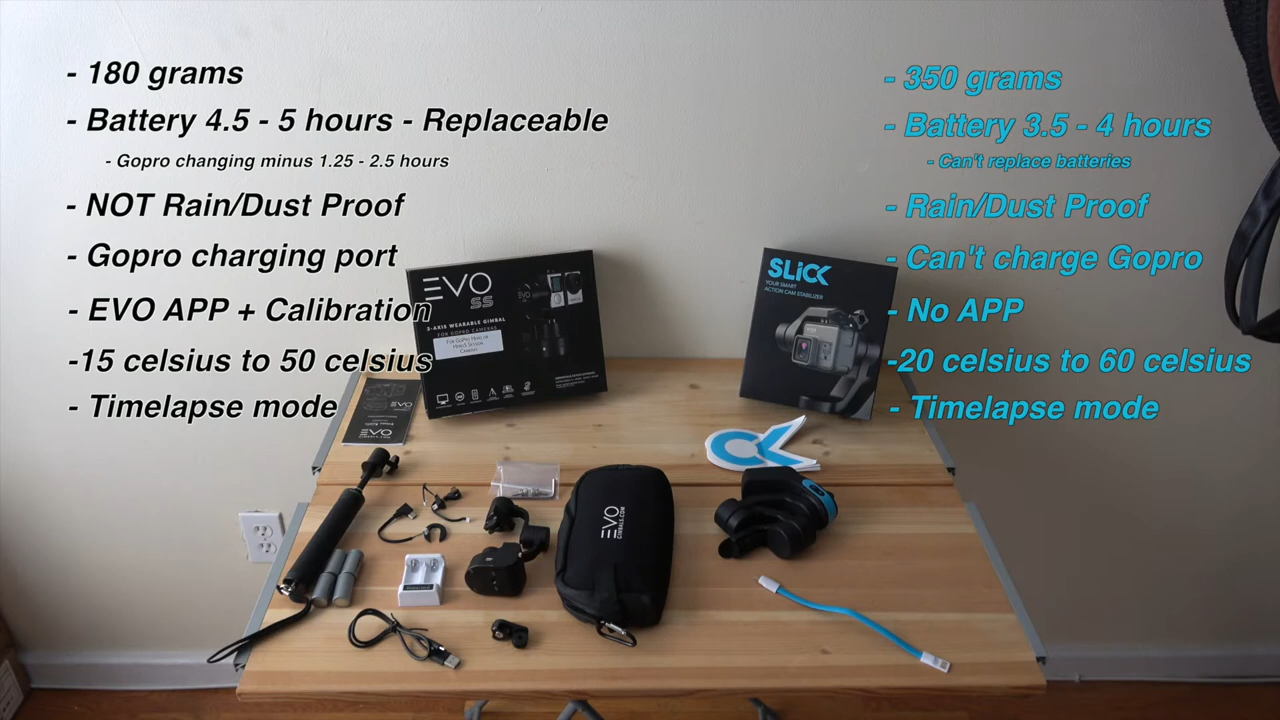 - 180 grams
- Battery 4.5 - 5 hours - Replaceable
- Gopro changing minus 1.25 - 2.5 hours
- NOT Rain/Dust Proof
- Gopro charging port
- EVO APP + Calibration
-15 celsius to 50 celsius
- Timelapse mode
- 350 grams
- Battery 3.5 - 4 hours
- Can't replace batteries
- Rain/Dust Proof
- Can't charge Gopro
- No APP
-20 celsius to 60 celsius
- Timelapse mode
EVO
SS
3-AXIS WEARABLE GIMBAL
FOR GOPRO CAMERAS
SLICK
YOUR SMART
ACTION CAM STABILIZER
EVO
EVO
GIMBALS.COM